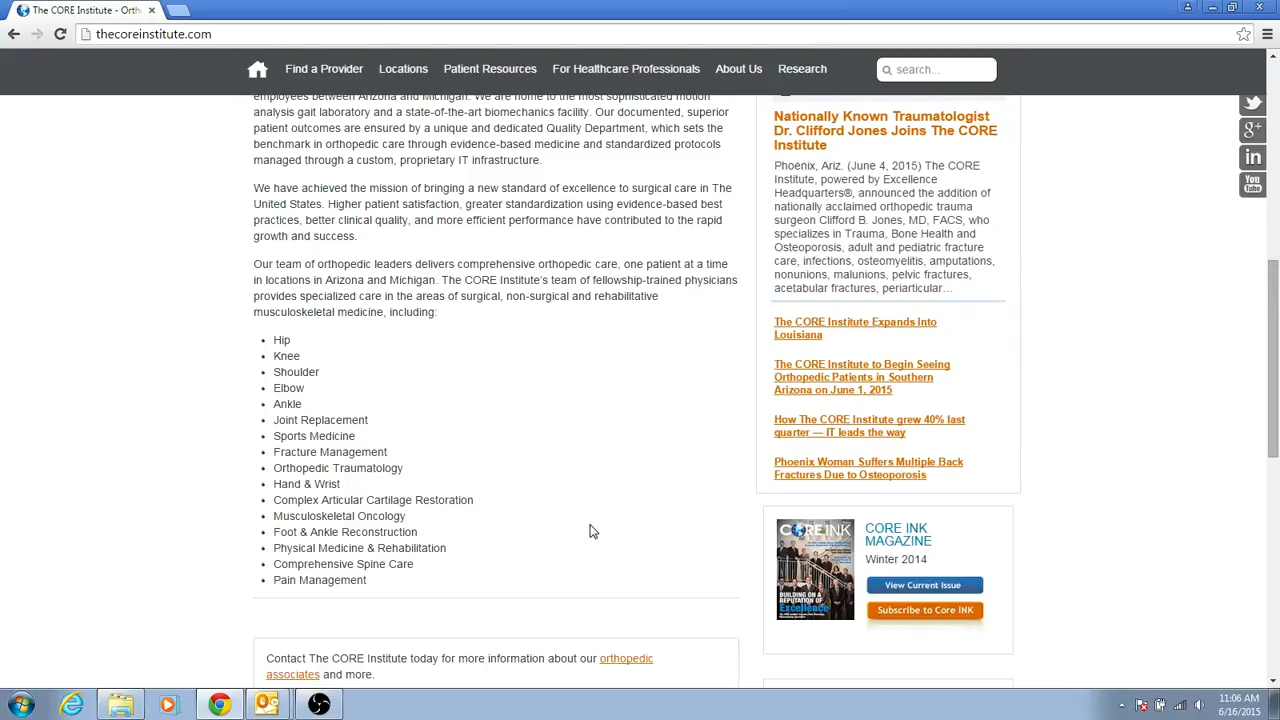 The CORE Institute - Orth
thecoreinstitute.com
Find a Provider Locations Patient Resources For Healthcare Professionals About Us Research search...
employees between Arizona and Michigan. We are home to the most sophisticated motion
analysis gait laboratory and a state-of-the-art biomechanics facility. Our documented, superior
patient outcomes are ensured by a unique and dedicated Quality Department, which sets the
benchmark in orthopedic care through evidence-based medicine and standardized protocols
managed through a custom, proprietary IT infrastructure.
We have achieved the mission of bringing a new standard of excellence to surgical care in The
United States. Higher patient satisfaction, greater standardization using evidence-based best
practices, better clinical quality, and more efficient performance have contributed to the rapid
growth and success.
Our team of orthopedic leaders delivers comprehensive orthopedic care, one patient at a time
in locations in Arizona and Michigan. The CORE Institute's team of fellowship-trained physicians
provides specialized care in the areas of surgical, non-surgical and rehabilitative
musculoskeletal medicine, including:
Hip
Knee
Shoulder
Elbow
Ankle
Joint Replacement
Sports Medicine
Fracture Management
Orthopedic Traumatology
Hand & Wrist
Complex Articular Cartilage Restoration
Musculoskeletal Oncology
Foot & Ankle Reconstruction
Physical Medicine & Rehabilitation
Comprehensive Spine Care
Pain Management
Contact The CORE Institute today for more information about our orthopedic
associates and more.
Nationally Known Traumatologist
Dr. Clifford Jones Joins The CORE
Institute
Phoenix, Ariz. (June 4, 2015) The CORE
Institute, powered by Excellence
Headquarters®, announced the addition of
nationally acclaimed orthopedic trauma
surgeon Clifford B. Jones, MD, FACS, who
specializes in Trauma, Bone Health and
Osteoporosis, adult and pediatric fracture
care, infections, osteomyelitis, amputations,
nonunions, malunions, pelvic fractures,
acetabular fractures, periarticular…
The CORE Institute Expands Into
Louisiana
The CORE Institute to Begin Seeing
Orthopedic Patients in Southern
Arizona on June 1, 2015
How The CORE Institute grew 40% last
quarter — IT leads the way
Phoenix Woman Suffers Multiple Back
Fractures Due to Osteoporosis
CORE INK
BUILDING ON A
REPUTATION OF
Excellence
CORE INK
MAGAZINE
Winter 2014
View Current Issue
Subscribe to Core INK
g+
in
You
Tube
11:06 AM
6/16/2015